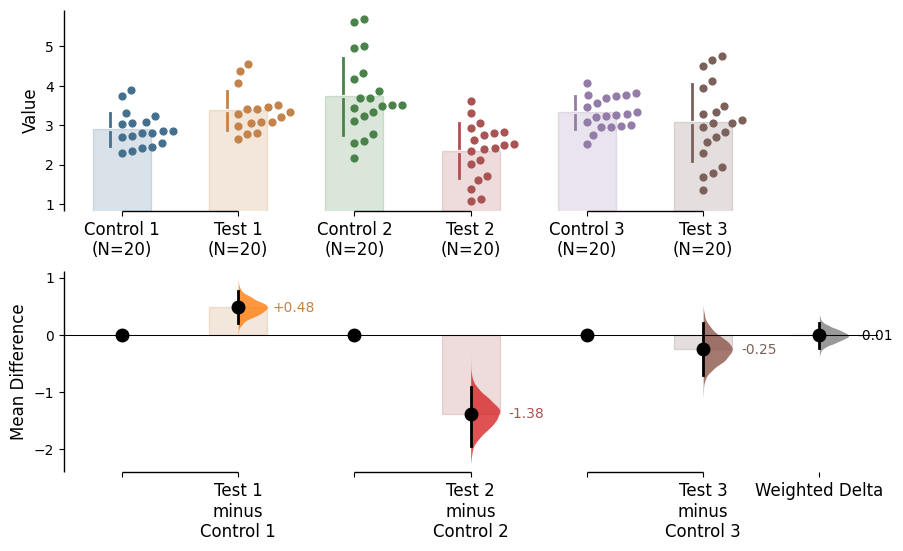 Value
5
4
3
2
1
Control 1
(N=20)
Test 1
(N=20)
Control 2
(N=20)
Test 2
(N=20)
Control 3
(N=20)
Test 3
(N=20)
Mean Difference
1
0
−1
−2
+0.48
-1.38
-0.25
-0.01
Test 1
minus
Control 1
Test 2
minus
Control 2
Test 3
minus
Control 3
Weighted Delta